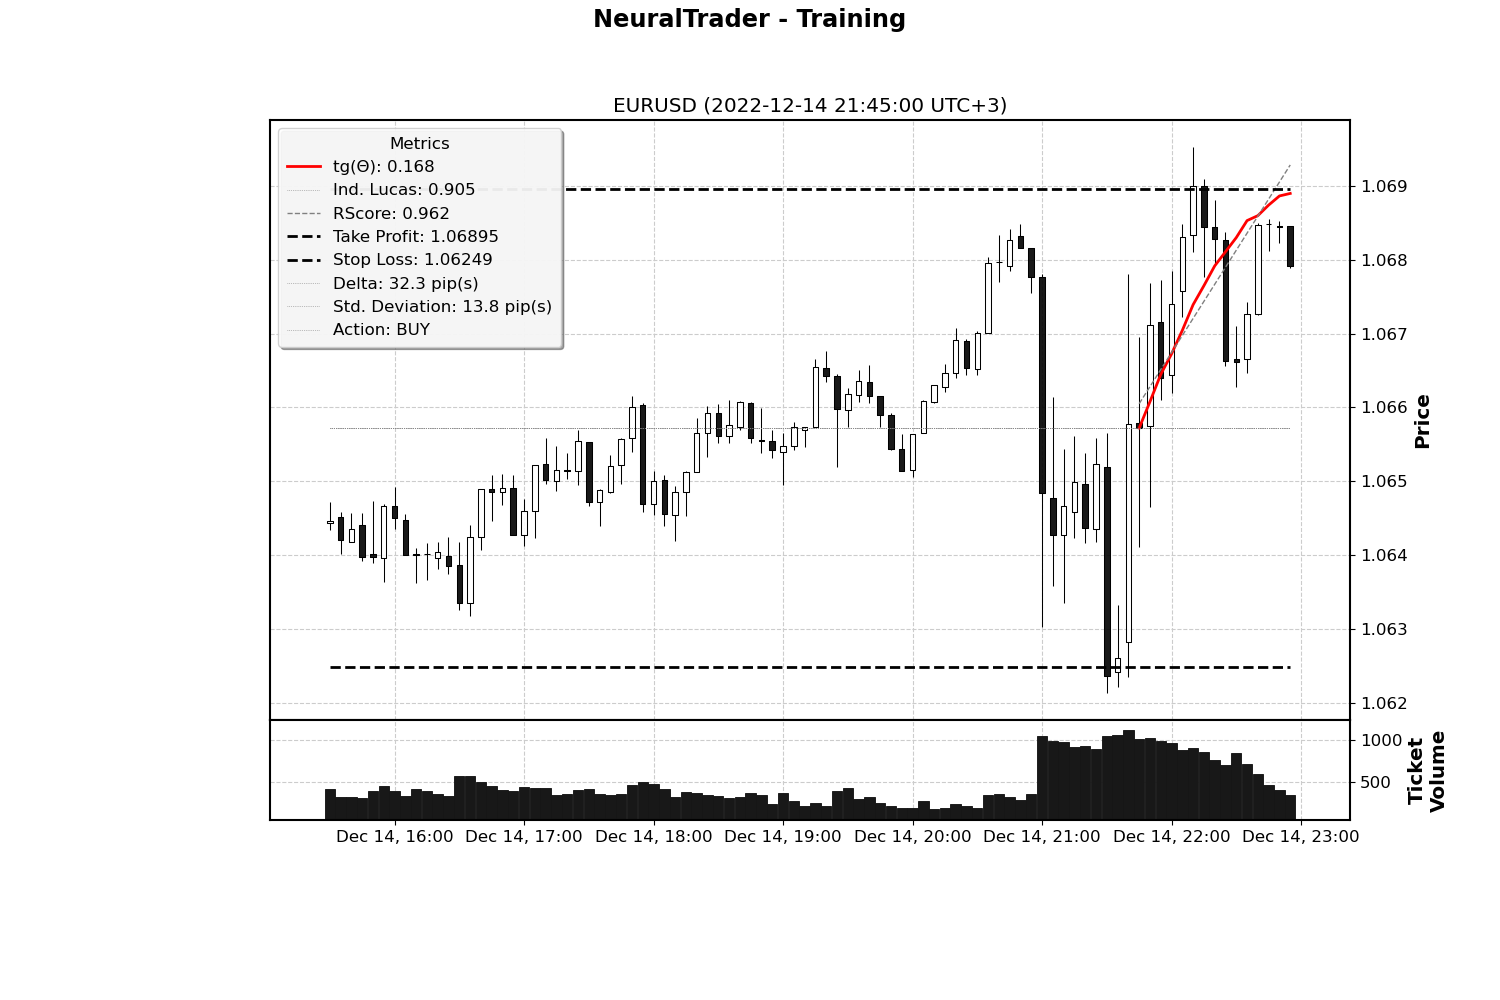 NeuralTrader - Training
EURUSD (2022-12-14 21:45:00 UTC+3)
Metrics
tg(Θ): 0.168
Ind. Lucas: 0.905
RScore: 0.962
Take Profit: 1.06895
Stop Loss: 1.06249
Delta: 32.3 pip(s)
Std. Deviation: 13.8 pip(s)
Action: BUY
1.069
1.068
1.067
1.066
1.065
1.064
1.063
1.062
Price
1000
500
Ticket
Volume
Dec 14, 16:00 Dec 14, 17:00 Dec 14, 18:00 Dec 14, 19:00 Dec 14, 20:00 Dec 14, 21:00 Dec 14, 22:00 Dec 14, 23:00